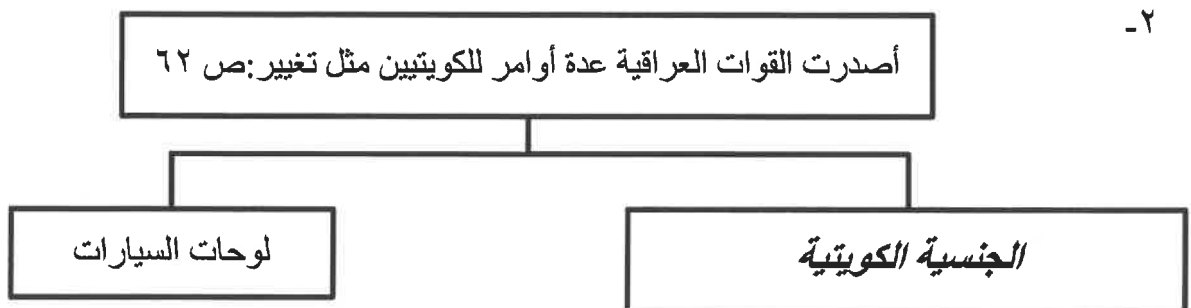 ٢-
أصدرت القوات العراقية عدة أوامر للكويتيين مثل تغيير:ص ٦٢
الجنسية الكويتية
لوحات السيارات